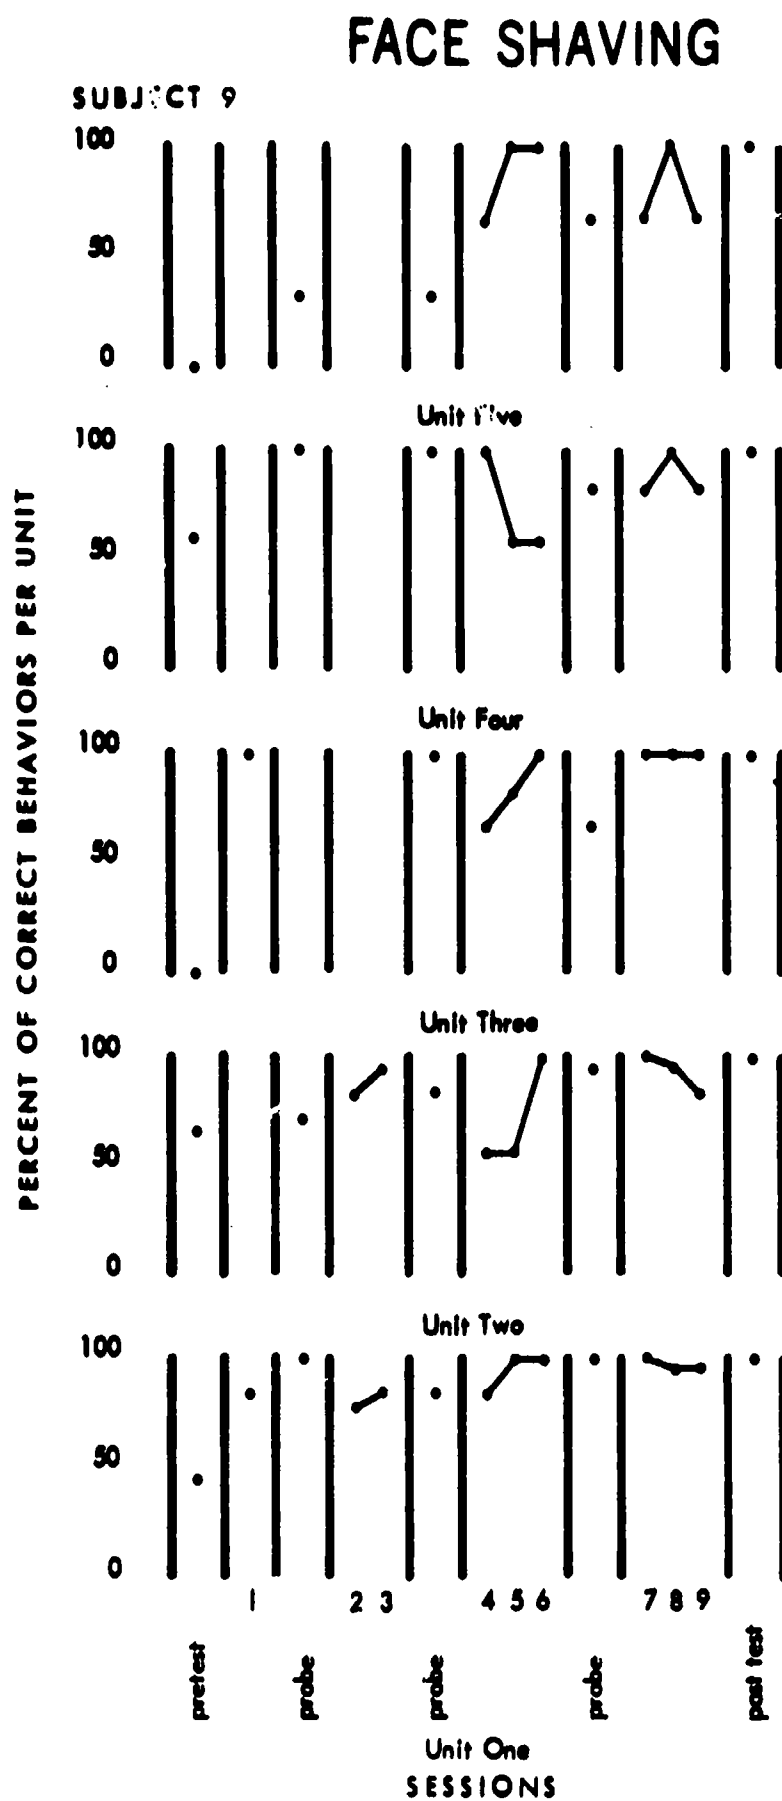 FACE SHAVING
SUBJECT 9
100
50
0
Unit Five
100
50
0
Unit Four
100
50
0
Unit Three
100
50
0
Unit Two
100
50
0
1 2 3 4 5 6 7 8 9
pretest probe probe probe post test
Unit One
SESSIONS
PERCENT OF CORRECT BEHAVIORS PER UNIT